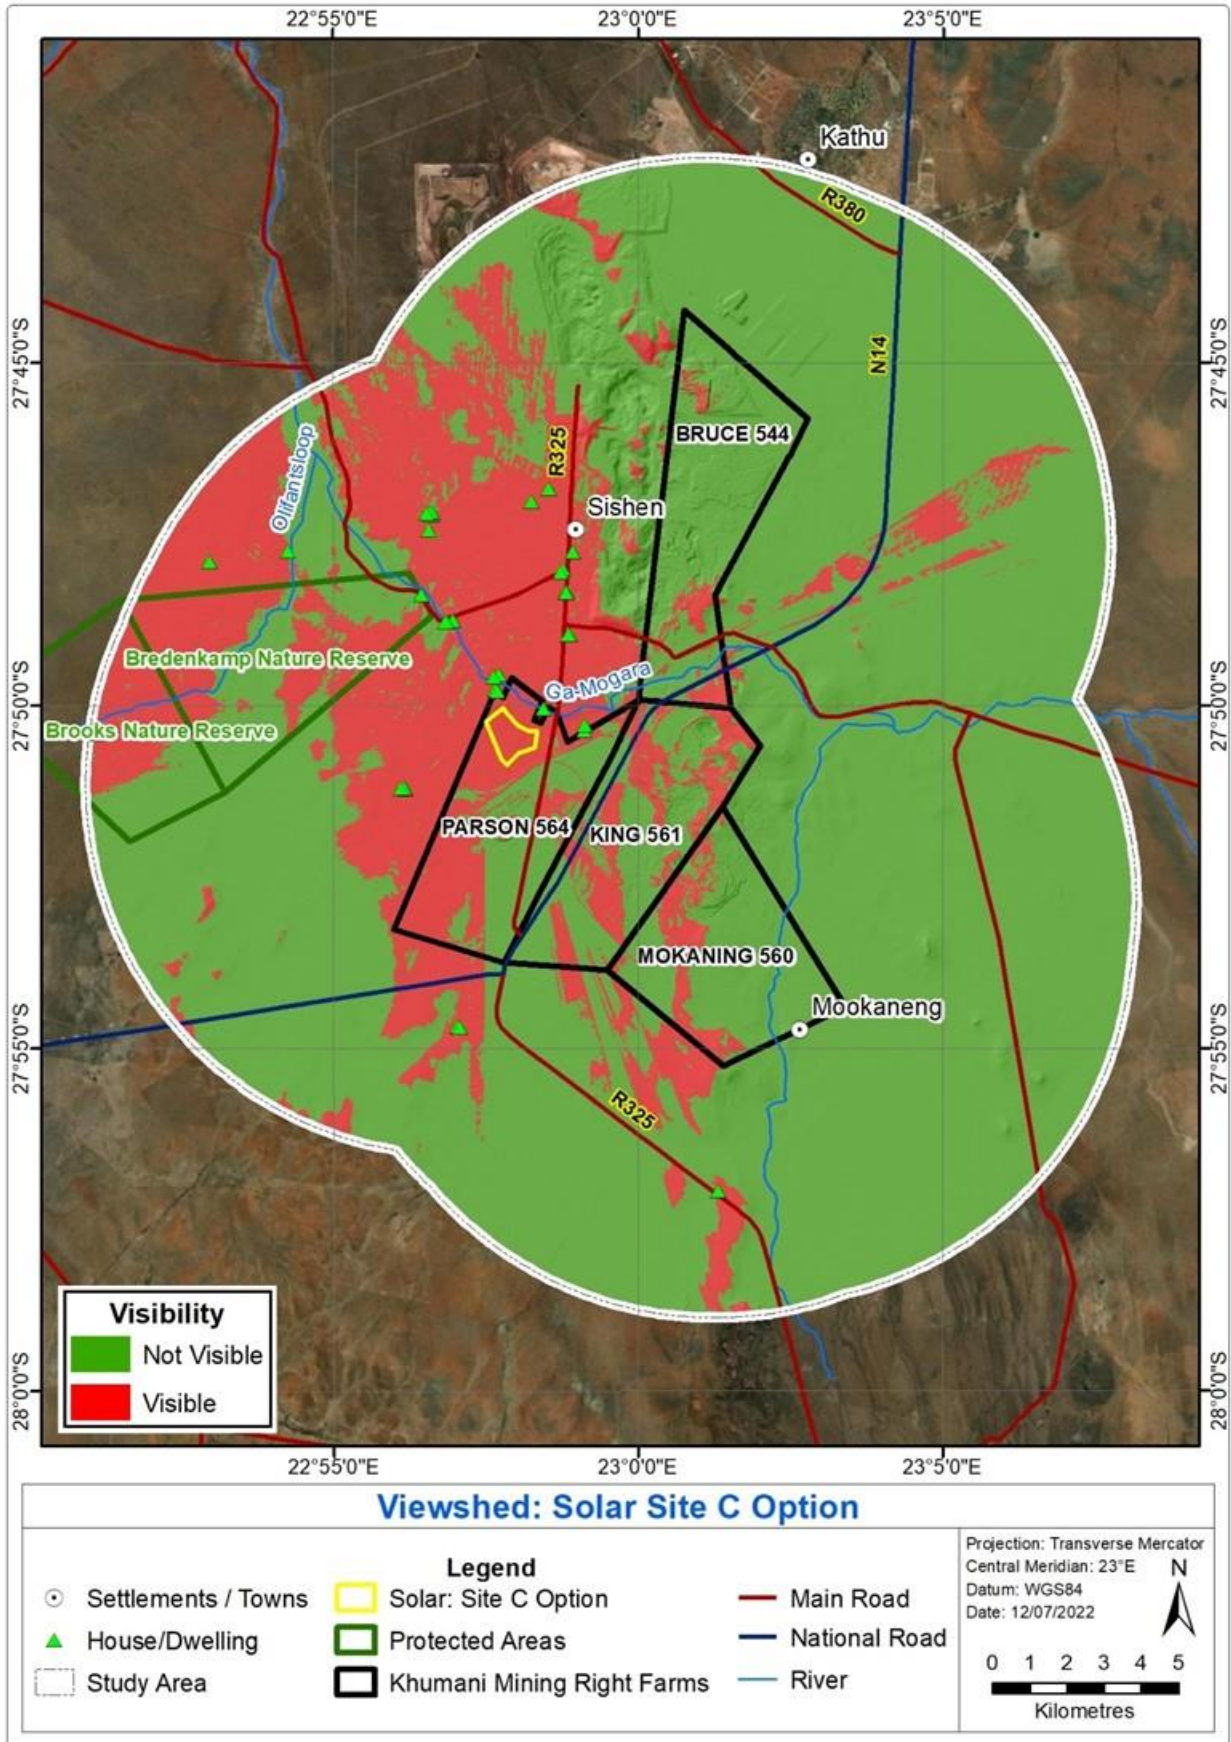 22°55'0"E
23°0'0"E
23°5'0"E
Kathu
R380
27°45'0"S
27°45'0"S
N14
BRUCE 544
R325
Olifantsloop
Sishen
Bredenkamp Nature Reserve
Ga-Mogara
27°50'0"S
27°50'0"S
Brooks Nature Reserve
PARSON 564
KING 561
MOKANING 560
Mookaneng
27°55'0"S
27°55'0"S
R325
Visibility
Not Visible
Visible
28°0'0"S
28°0'0"S
22°55'0"E
23°0'0"E
23°5'0"E
Viewshed: Solar Site C Option
Legend
Settlements / Towns
House/Dwelling
Study Area
Solar: Site C Option
Protected Areas
Khumani Mining Right Farms
Main Road
National Road
River
Projection: Transverse Mercator
Central Meridian: 23°E
Datum: WGS84
Date: 12/07/2022
N
0 1 2 3 4 5
Kilometres